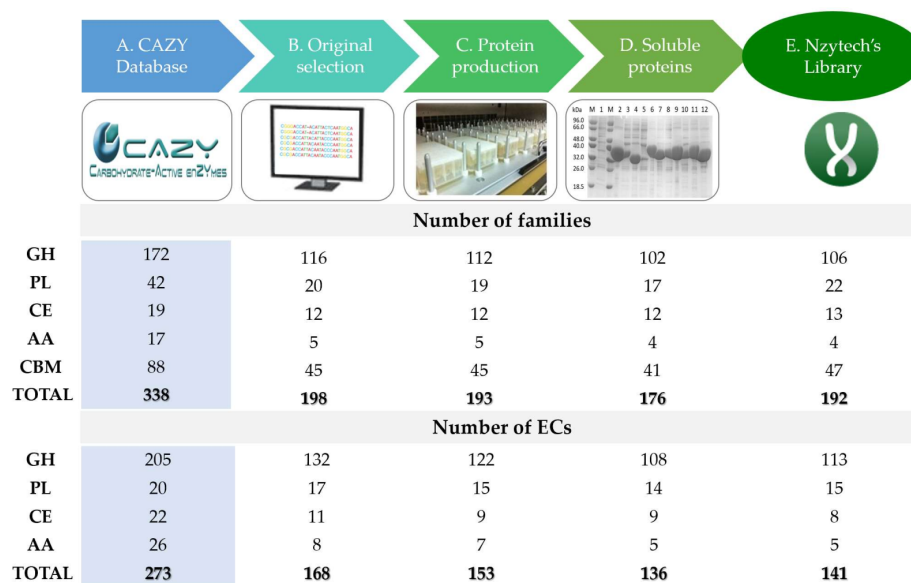 A. CAZY
Database
B. Original
selection
C. Protein
production
D. Soluble
proteins
E. Nzytech's
Library
CAZY
CARBOHYDRATE-ACTIVE ENZYMES
kDa M 1 M 2 3 4 5 6 7 8 9 10 11 12
96.0
66.0
48.0
40.0
32.0
26.0
18.5
Number of families
GH 172 116 112 102 106
PL 42 20 19 17 22
CE 19 12 12 12 13
AA 17 5 5 4 4
CBM 88 45 45 41 47
TOTAL 338 198 193 176 192
Number of ECs
GH 205 132 122 108 113
PL 20 17 15 14 15
CE 22 11 9 9 8
AA 26 8 7 5 5
TOTAL 273 168 153 136 141